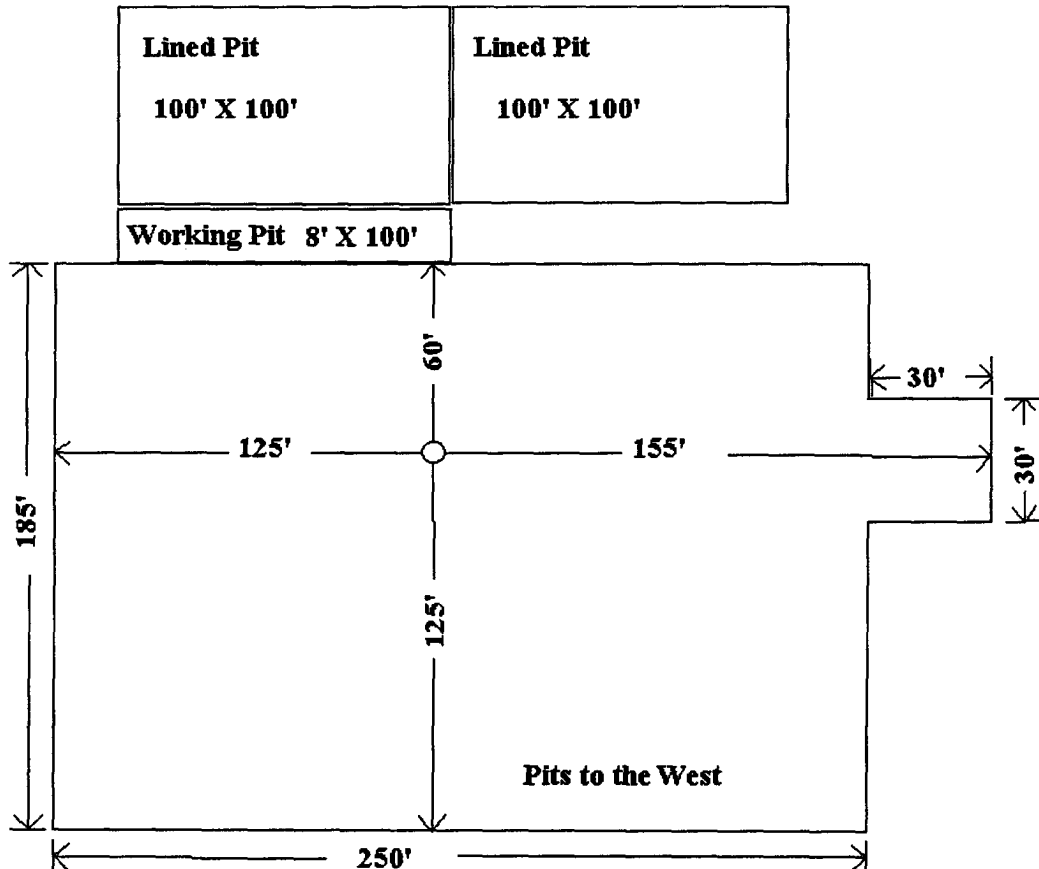 Lined Pit
100' X 100'
Lined Pit
100' X 100'
Working Pit 8' X 100'
60'
30'
30'
125'
155'
185'
125'
Pits to the West
250'